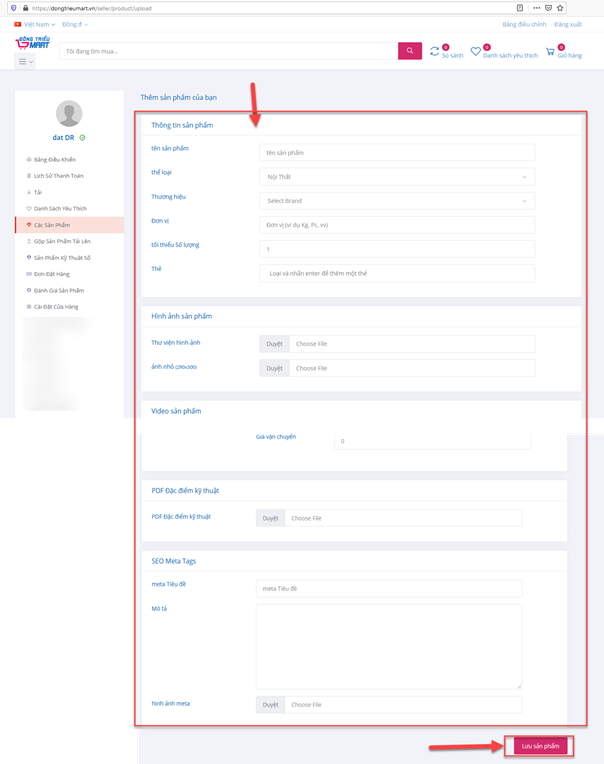 https://dongtrieumart.vn/seller/product/upload
Việt Nam
Đồng đ
Bảng điều chỉnh
Đăng xuất
ĐÔNG TRIỀU
MART
Tôi đang tìm mua...
0
So sánh
0
Danh sách yêu thích
0
Giỏ hàng
dat DR
Bảng Điều Khiển
Lịch Sử Thanh Toán
Tải
Danh Sách Yêu Thích
Các Sản Phẩm
Gộp Sản Phẩm Tải Lên
Sản Phẩm Kỹ Thuật Số
Đơn Đặt Hàng
Đánh Giá Sản Phẩm
Cài Đặt Cửa Hàng
Thêm sản phẩm của bạn
Thông tin sản phẩm
tên sản phẩm
tên sản phẩm
thể loại
Nội Thất
Thương hiệu
Select Brand
Đơn vị
Đơn vị (ví dụ Kg, Pc, vv)
tối thiểu Số lượng
1
Thẻ
Loại và nhấn enter để thêm một thẻ
Hình ảnh sản phẩm
Thư viện hình ảnh
Duyệt
Choose File
ảnh nhỏ (290x300)
Duyệt
Choose File
Video sản phẩm
Giá vận chuyển
0
PDF Đặc điểm kỹ thuật
PDF Đặc điểm kỹ thuật
Duyệt
Choose File
SEO Meta Tags
meta Tiêu đề
meta Tiêu đề
Mô tả
hình ảnh meta
Duyệt
Choose File
Lưu sản phẩm